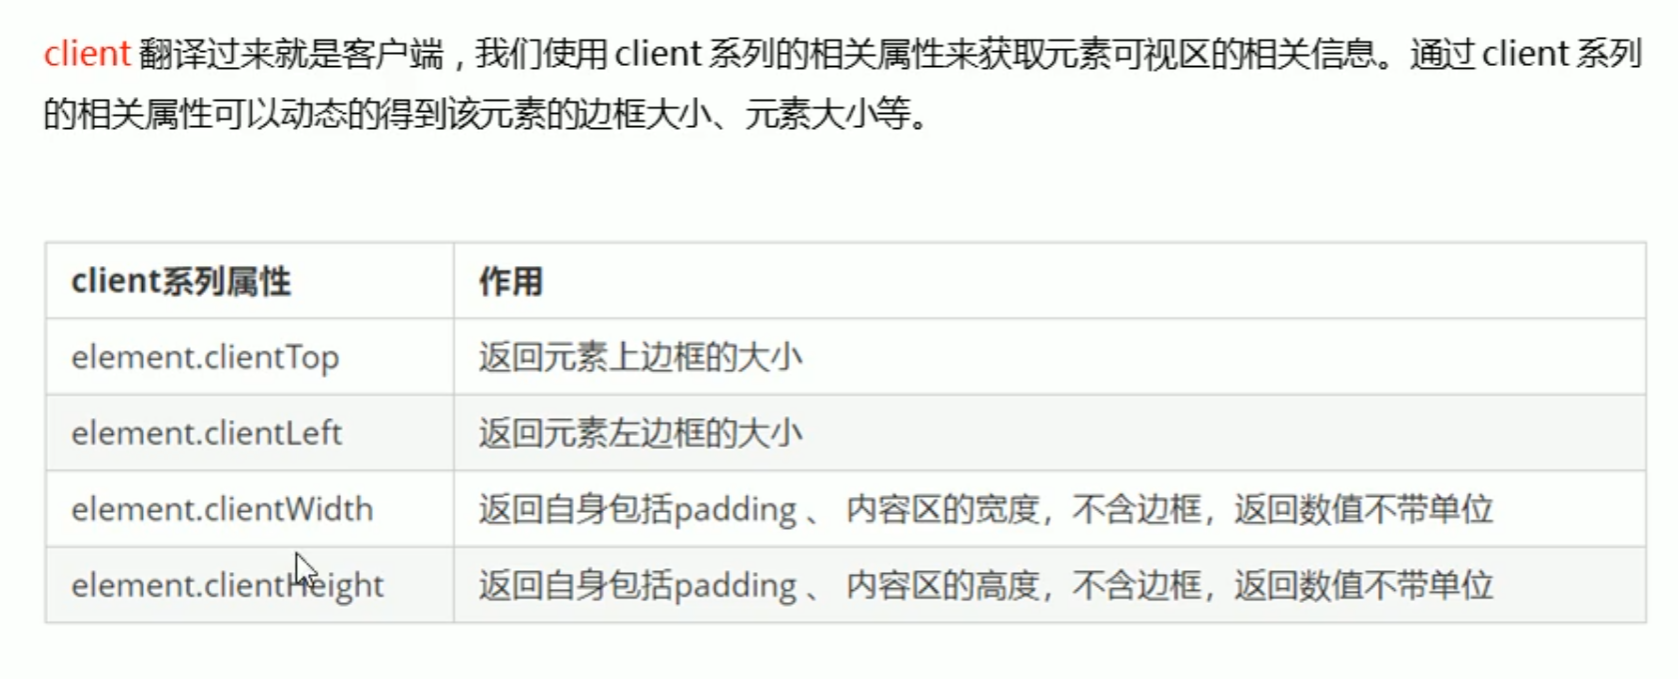 client 翻译过来就是客户端，我们使用 client 系列的相关属性来获取元素可视区的相关信息。通过 client 系列
的相关属性可以动态的得到该元素的边框大小、元素大小等。
client系列属性 作用
element.clientTop 返回元素上边框的大小
element.clientLeft 返回元素左边框的大小
element.clientWidth 返回自身包括padding 、 内容区的宽度，不含边框，返回数值不带单位
element.clientHeight 返回自身包括padding 、 内容区的高度，不含边框，返回数值不带单位